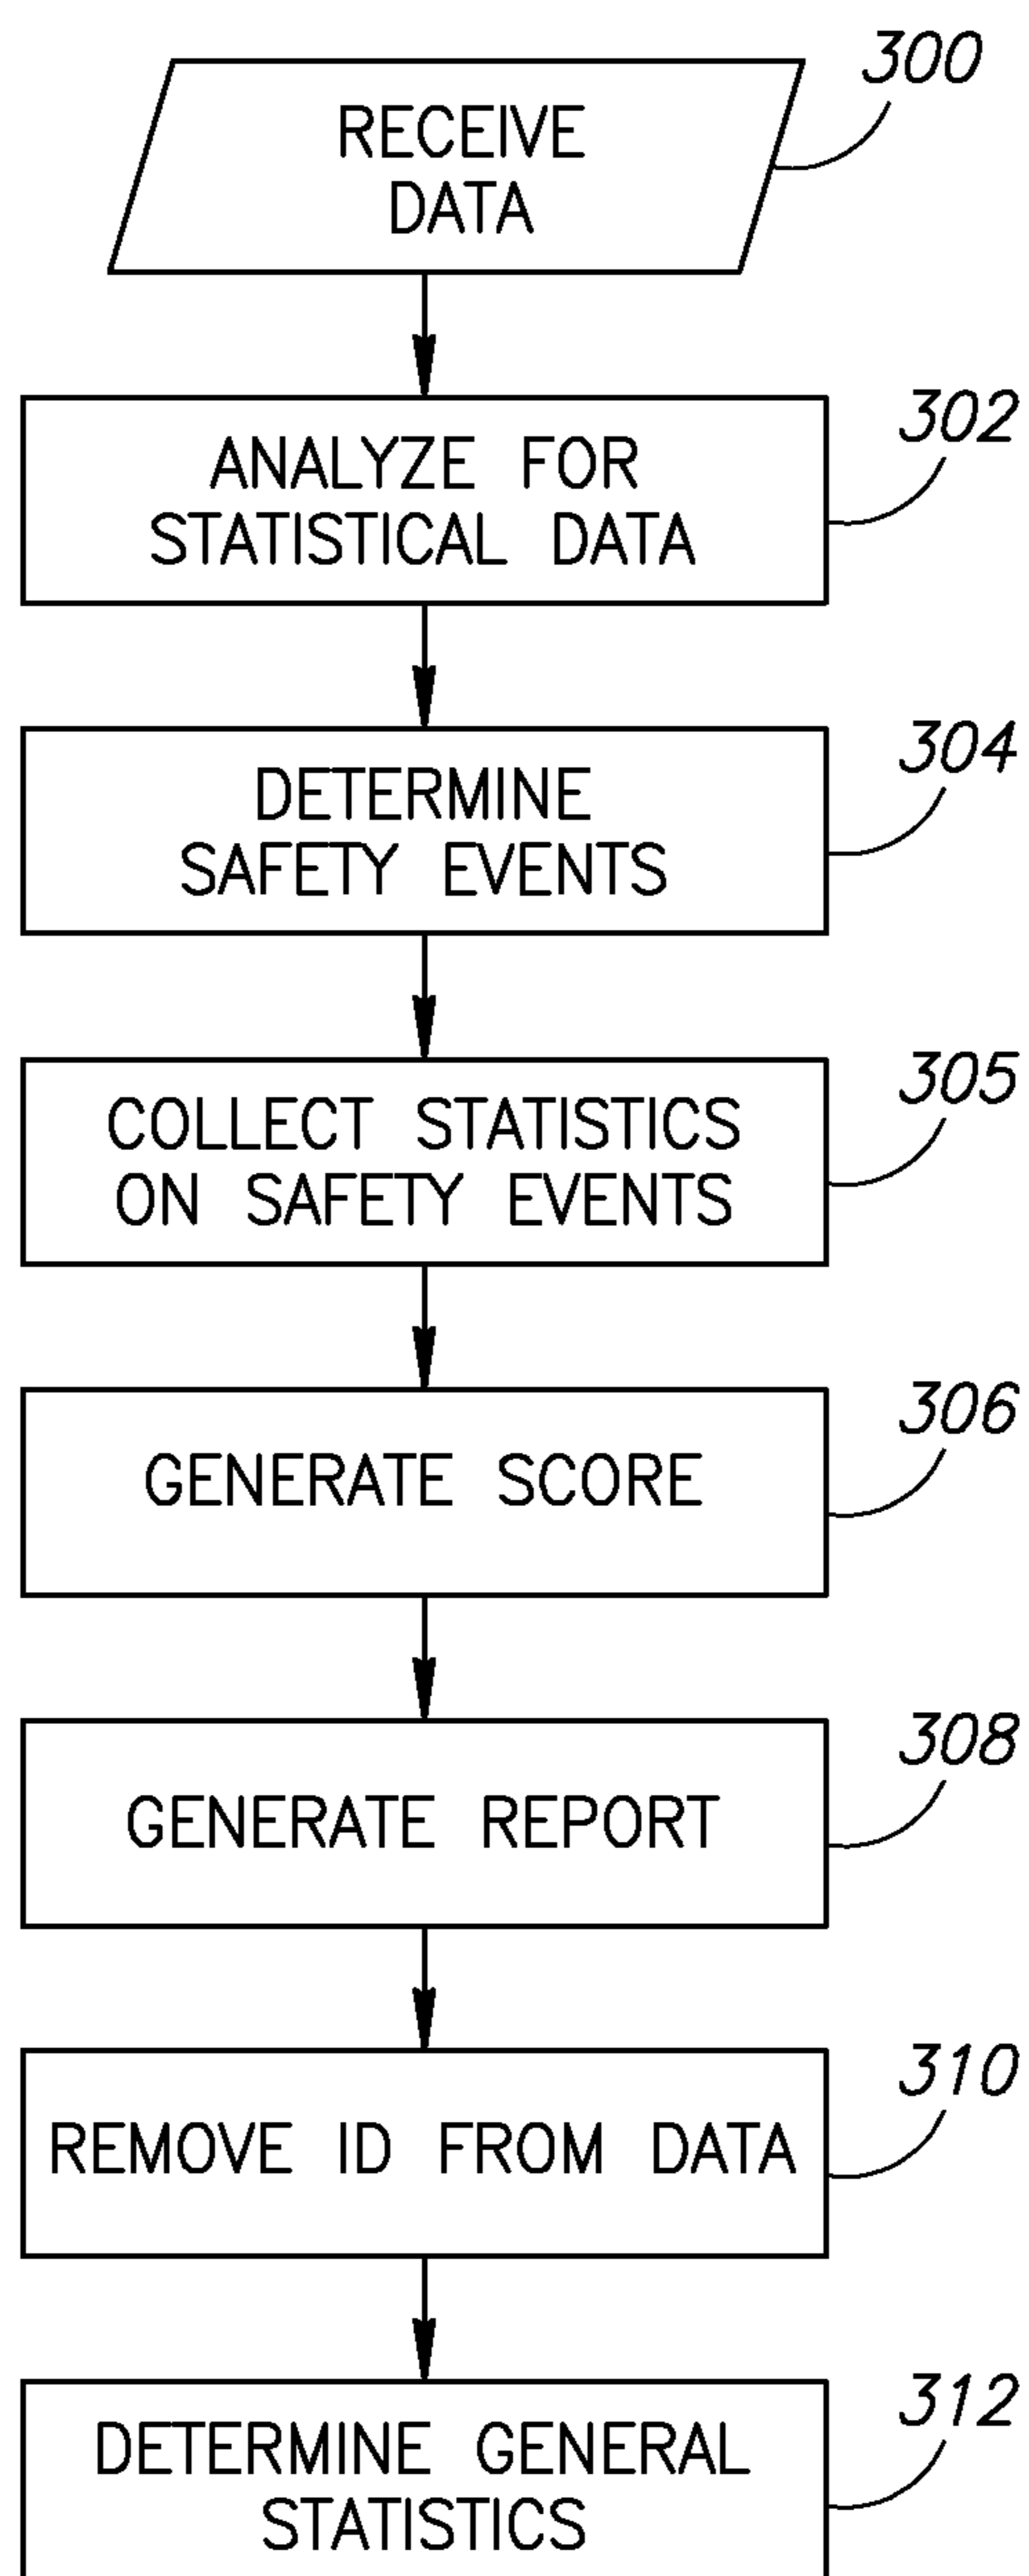 300
RECEIVE
DATA
302
ANALYZE FOR
STATISTICAL DATA
304
DETERMINE
SAFETY EVENTS
305
COLLECT STATISTICS
ON SAFETY EVENTS
306
GENERATE SCORE
308
GENERATE REPORT
310
REMOVE ID FROM DATA
312
DETERMINE GENERAL
STATISTICS